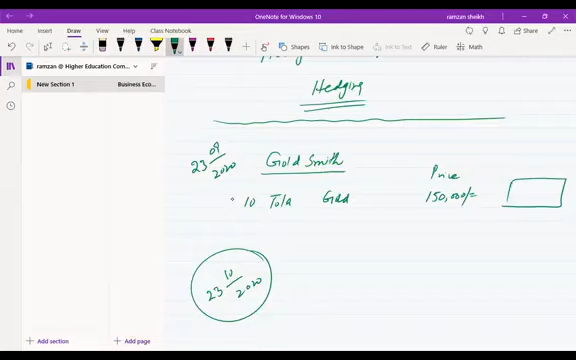 OneNote for Windows 10
ramzan sheikh
Home Insert Draw View Help Class Notebook
Share
Shapes Ink to Shape Ink to Text Ruler Math
ramzan @ Higher Education Com...
New Section 1 Business Eco...
Hedging
23 09/2020 Gold Smith
Price
10 Tola Gold 150,000/=
23 10/2020
Add section Add page